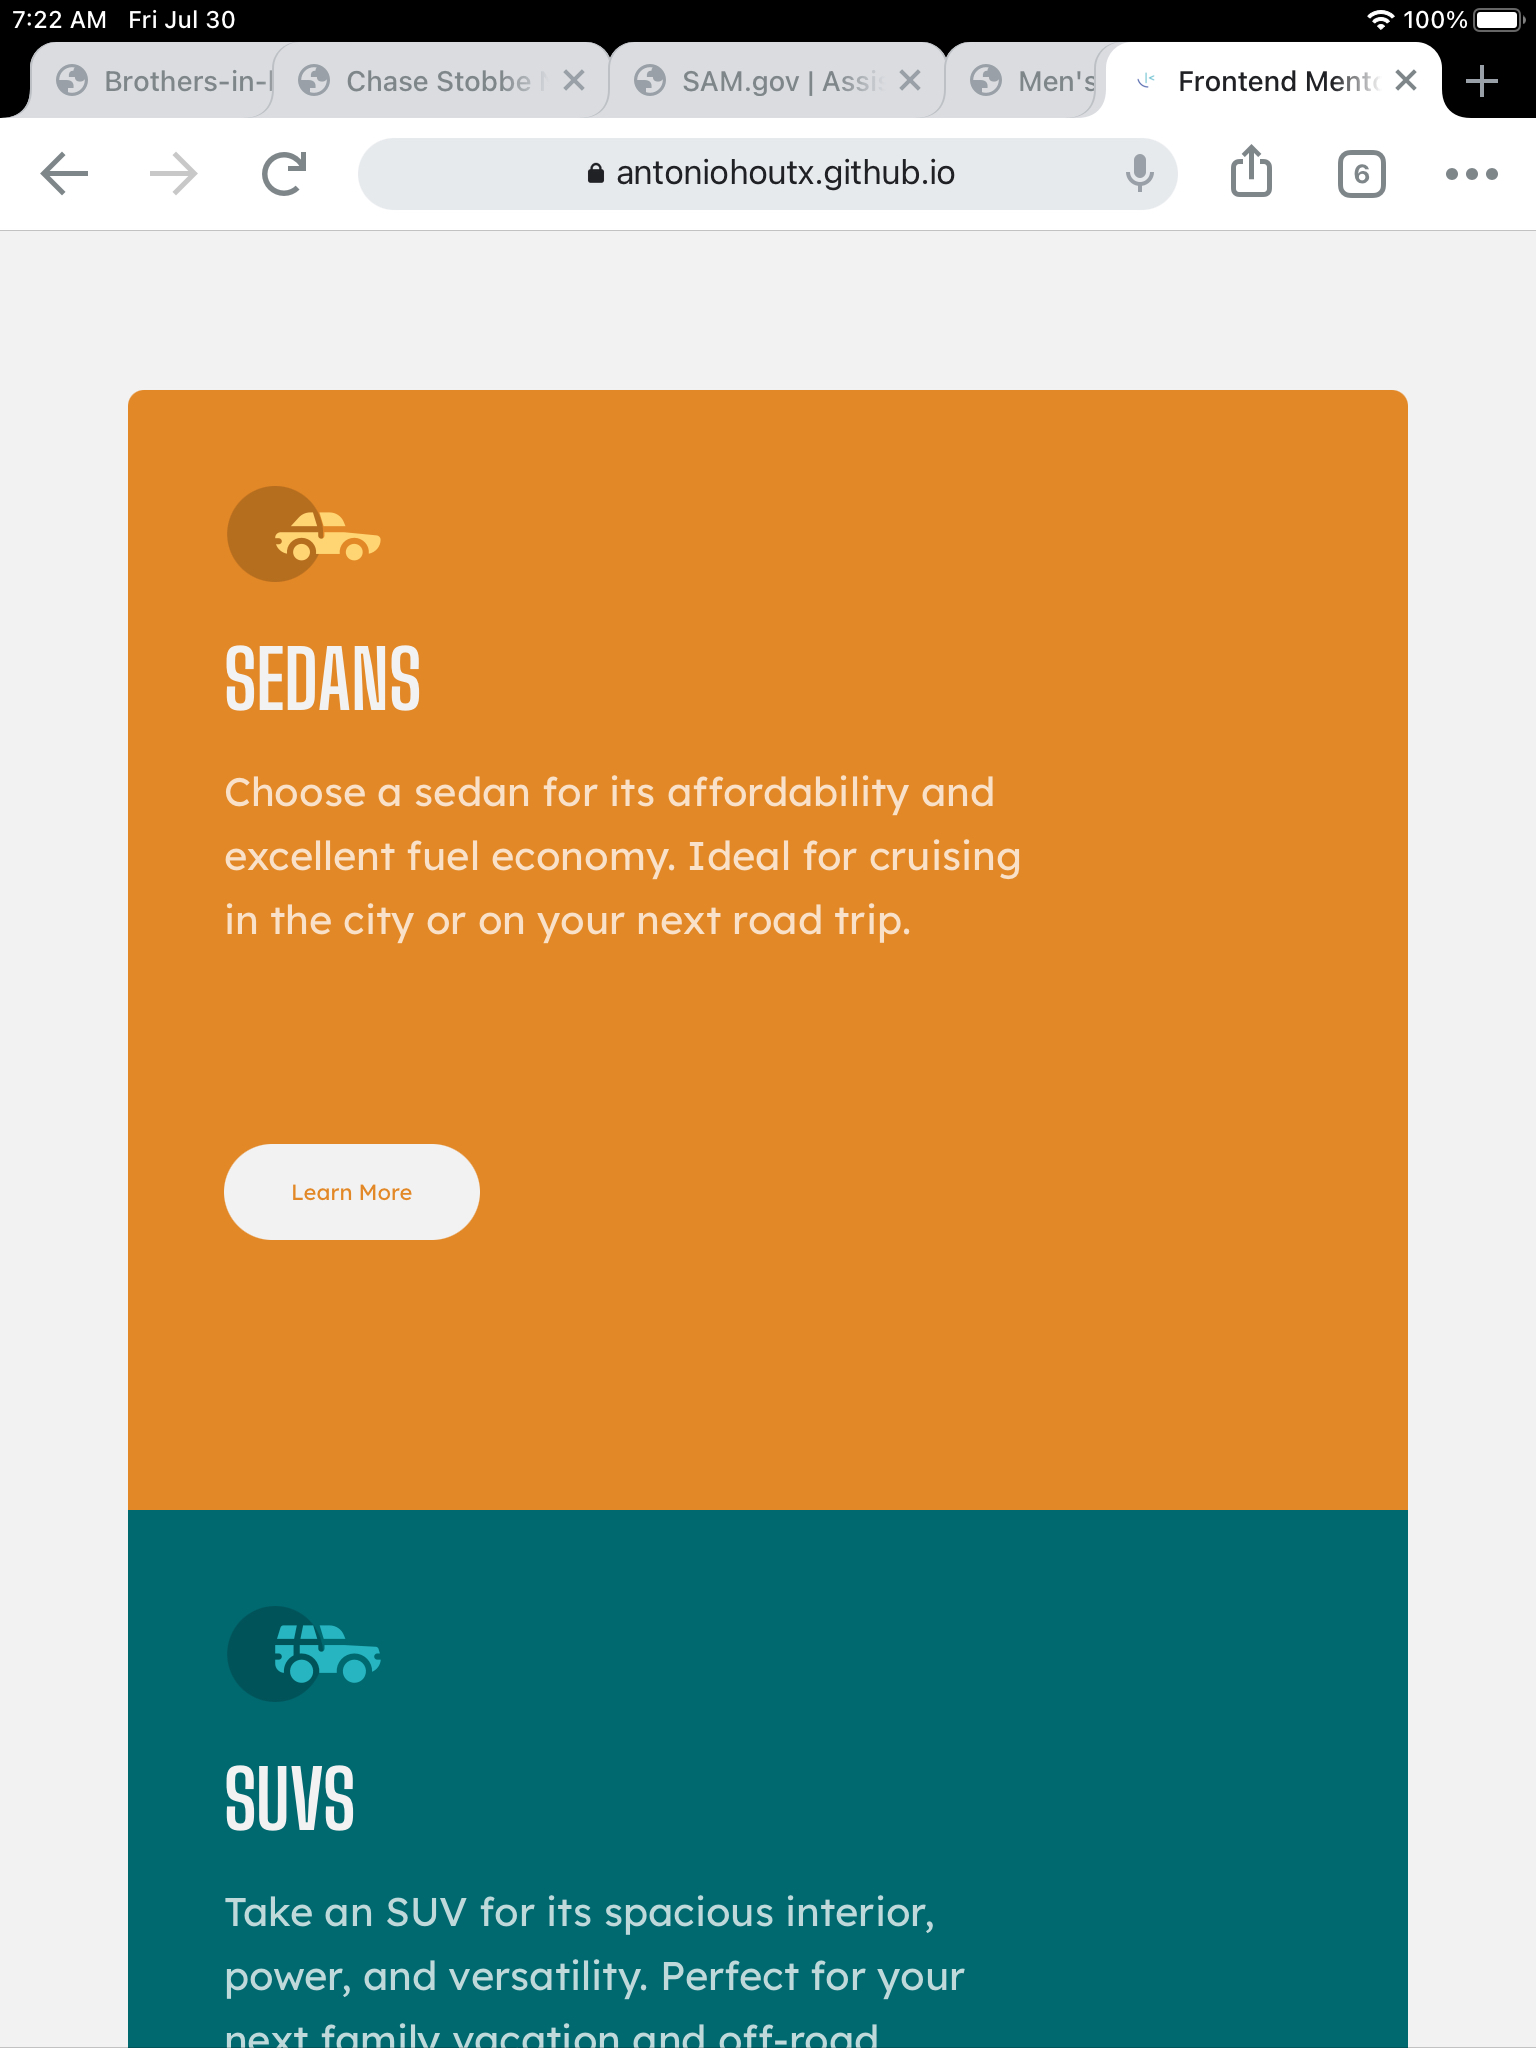 7:22 AM Fri Jul 30 100%
Brothers-in- Chase Stobbe SAM.gov | Assis Men's Frontend Mento
antoniohoutx.github.io 6
SEDANS
Choose a sedan for its affordability and
excellent fuel economy. Ideal for cruising
in the city or on your next road trip.
Learn More
SUVS
Take an SUV for its spacious interior,
power, and versatility. Perfect for your
next family vacation and off-road